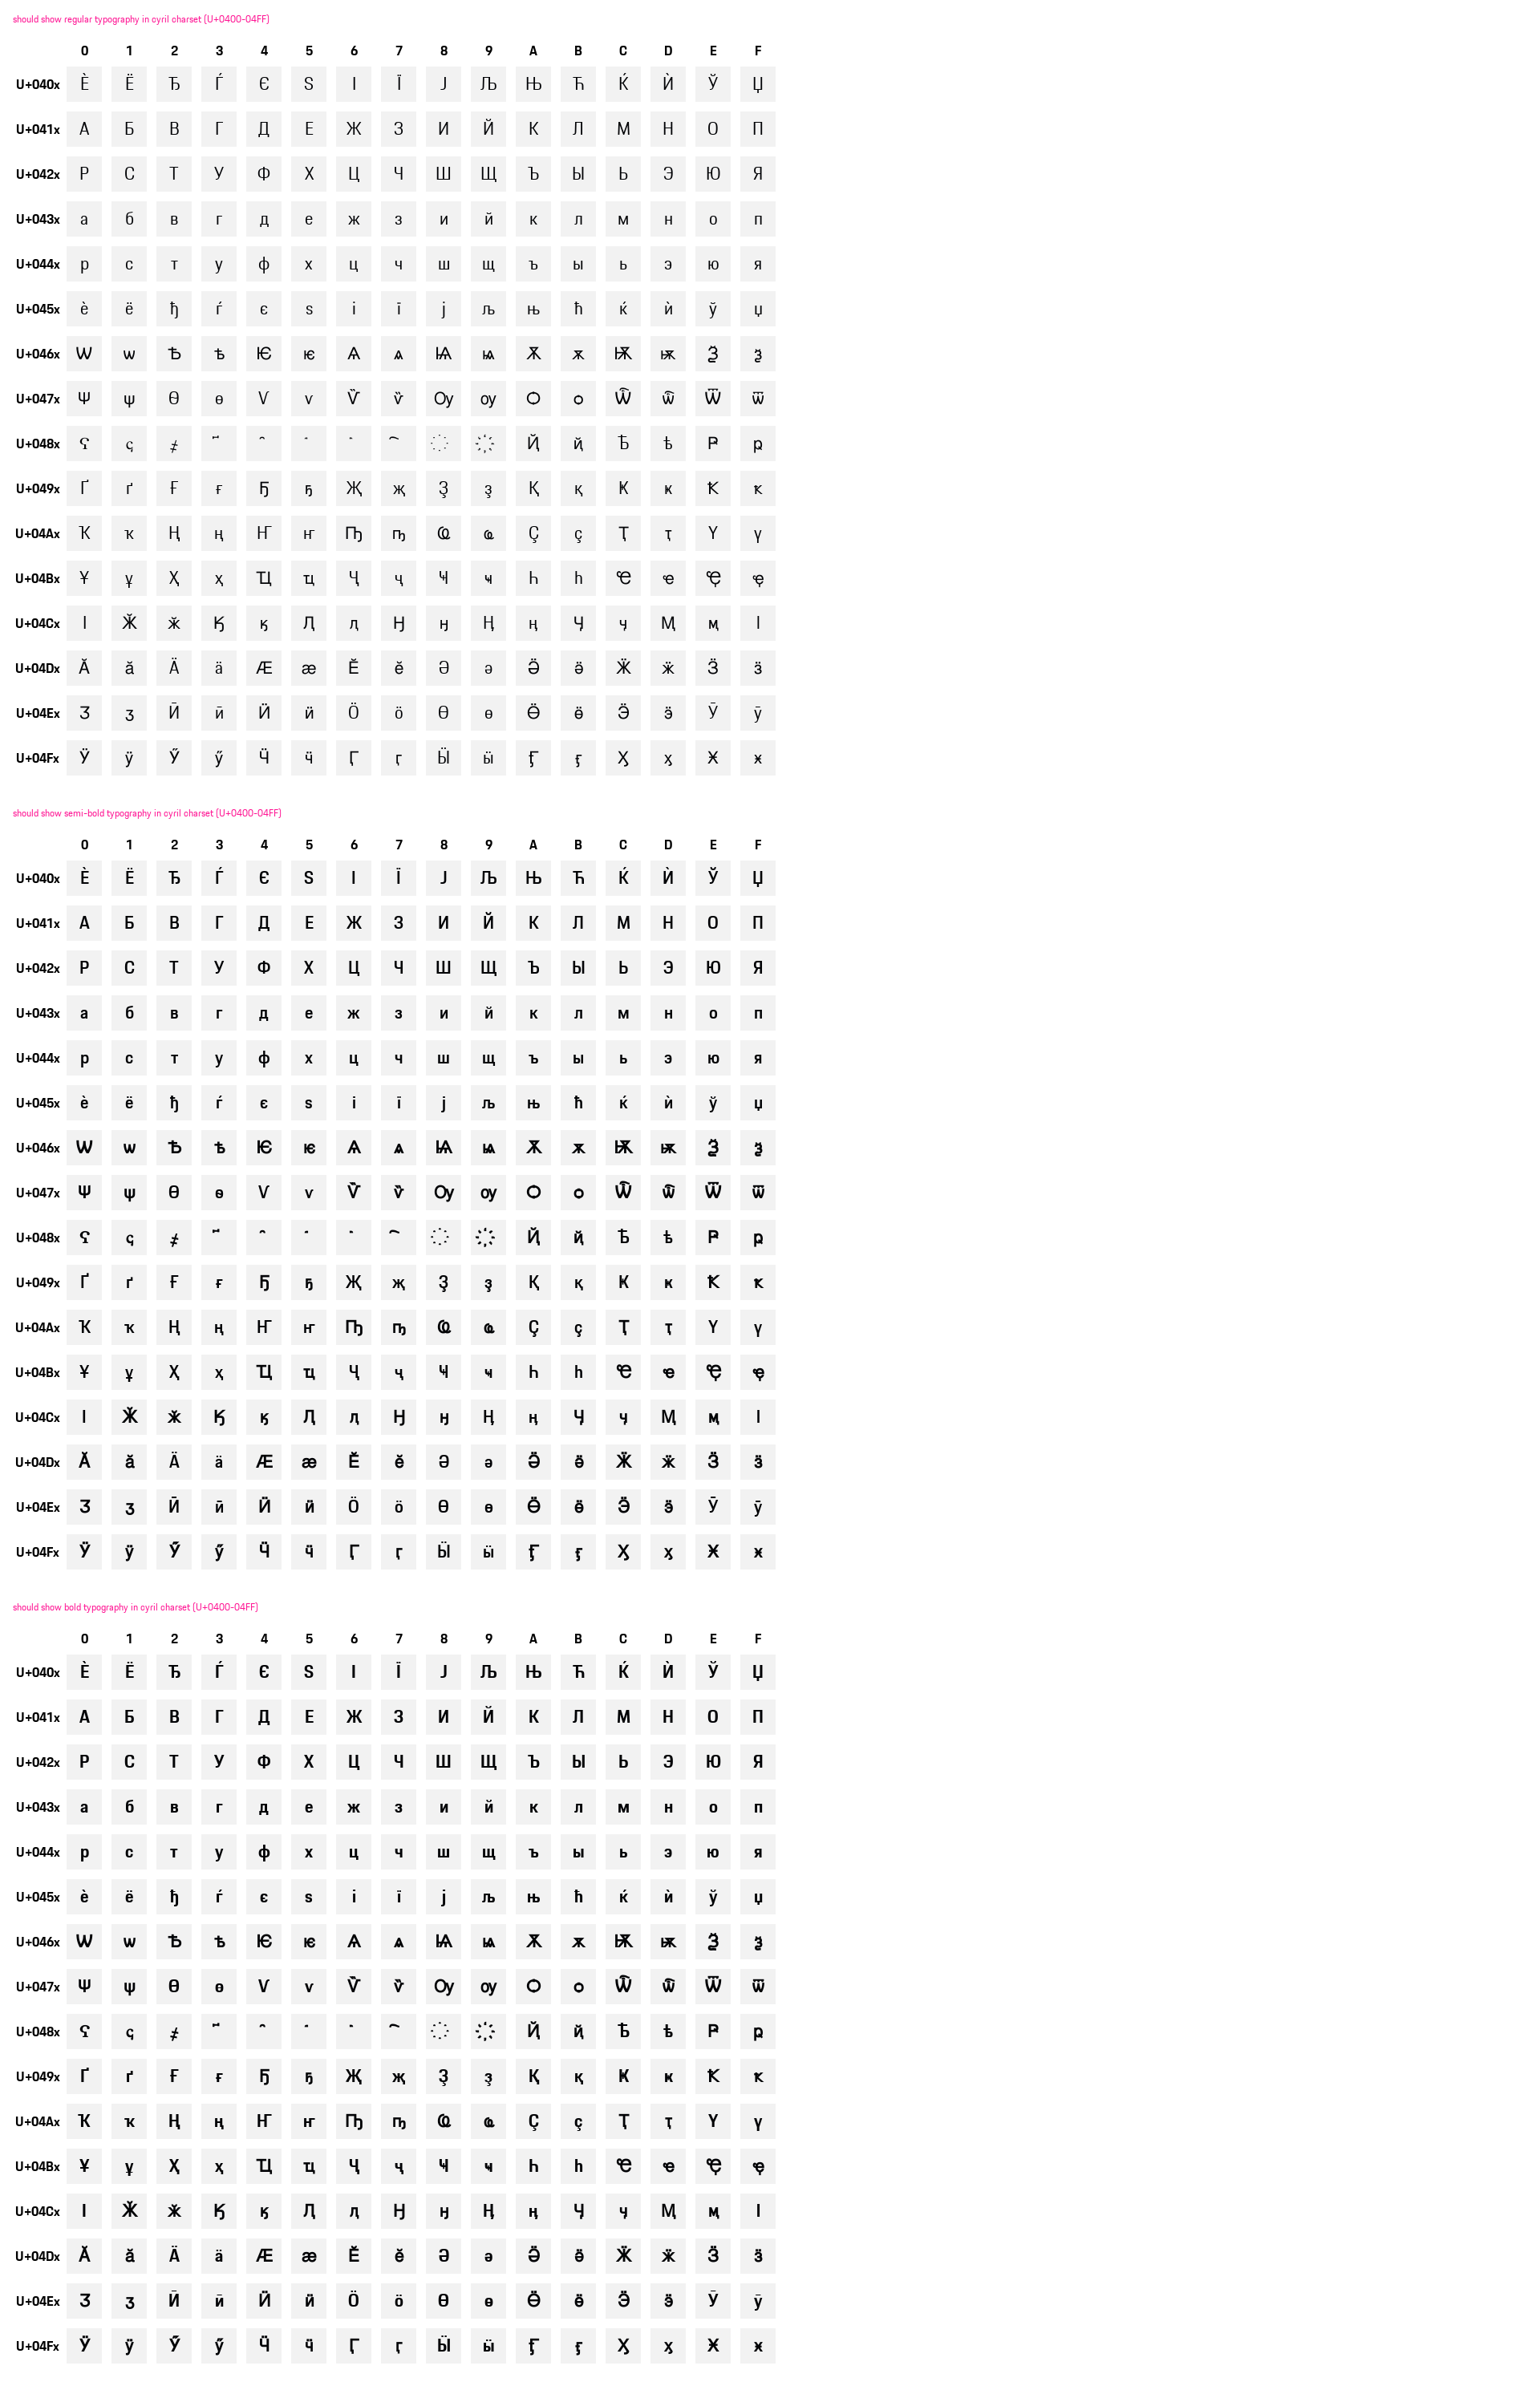 should show regular typography in cyril charset (U+0400-04FF)
0 1 2 3 4 5 6 7 8 9 A B C D E F
U+040x Ѐ Ё Ђ Ѓ Є Ѕ І Ї Ј Љ Њ Ћ Ќ Ѝ Ў Џ
U+041x А Б В Г Д Е Ж З И Й К Л М Н О П
U+042x Р С Т У Ф Х Ц Ч Ш Щ Ъ Ы Ь Э Ю Я
U+043x а б в г д е ж з и й к л м н о п
U+044x р с т у ф х ц ч ш щ ъ ы ь э ю я
U+045x ѐ ё ђ ѓ є ѕ і ї ј љ њ ћ ќ ѝ ў џ
U+046x Ѡ ѡ Ѣ ѣ Ѥ ѥ Ѧ ѧ Ѩ ѩ Ѫ ѫ Ѭ ѭ Ѯ ѯ
U+047x Ѱ ѱ Ѳ ѳ Ѵ ѵ Ѷ ѷ Ѹ ѹ Ѻ ѻ Ѽ ѽ Ѿ ѿ
U+048x Ҁ ҁ ҂ ҃ ҄ ҅ ҆ ҇ ҈ ҉ Ҋ ҋ Ҍ ҍ Ҏ ҏ
U+049x Ґ ґ Ғ ғ Ҕ ҕ Җ җ Ҙ ҙ Қ қ Ҝ ҝ Ҟ ҟ
U+04Ax Ҡ ҡ Ң ң Ҥ ҥ Ҧ ҧ Ҩ ҩ Ҫ ҫ Ҭ ҭ Ү ү
U+04Bx Ұ ұ Ҳ ҳ Ҵ ҵ Ҷ ҷ Ҹ ҹ Һ һ Ҽ ҽ Ҿ ҿ
U+04Cx Ӏ Ӂ ӂ Ӄ ӄ Ӆ ӆ Ӈ ӈ Ӊ ӊ Ӌ ӌ Ӎ ӎ ӏ
U+04Dx Ӑ ӑ Ӓ ӓ Ӕ ӕ Ӗ ӗ Ә ә Ӛ ӛ Ӝ ӝ Ӟ ӟ
U+04Ex Ӡ ӡ Ӣ ӣ Ӥ ӥ Ӧ ӧ Ө ө Ӫ ӫ Ӭ ӭ Ӯ ӯ
U+04Fx Ӱ ӱ Ӳ ӳ Ӵ ӵ Ӷ ӷ Ӹ ӹ Ӻ ӻ Ӽ ӽ Ӿ ӿ
should show semi-bold typography in cyril charset (U+0400-04FF)
0 1 2 3 4 5 6 7 8 9 A B C D E F
U+040x Ѐ Ё Ђ Ѓ Є Ѕ І Ї Ј Љ Њ Ћ Ќ Ѝ Ў Џ
U+041x А Б В Г Д Е Ж З И Й К Л М Н О П
U+042x Р С Т У Ф Х Ц Ч Ш Щ Ъ Ы Ь Э Ю Я
U+043x а б в г д е ж з и й к л м н о п
U+044x р с т у ф х ц ч ш щ ъ ы ь э ю я
U+045x ѐ ё ђ ѓ є ѕ і ї ј љ њ ћ ќ ѝ ў џ
U+046x Ѡ ѡ Ѣ ѣ Ѥ ѥ Ѧ ѧ Ѩ ѩ Ѫ ѫ Ѭ ѭ Ѯ ѯ
U+047x Ѱ ѱ Ѳ ѳ Ѵ ѵ Ѷ ѷ Ѹ ѹ Ѻ ѻ Ѽ ѽ Ѿ ѿ
U+048x Ҁ ҁ ҂ ҃ ҄ ҅ ҆ ҇ ҈ ҉ Ҋ ҋ Ҍ ҍ Ҏ ҏ
U+049x Ґ ґ Ғ ғ Ҕ ҕ Җ җ Ҙ ҙ Қ қ Ҝ ҝ Ҟ ҟ
U+04Ax Ҡ ҡ Ң ң Ҥ ҥ Ҧ ҧ Ҩ ҩ Ҫ ҫ Ҭ ҭ Ү ү
U+04Bx Ұ ұ Ҳ ҳ Ҵ ҵ Ҷ ҷ Ҹ ҹ Һ һ Ҽ ҽ Ҿ ҿ
U+04Cx Ӏ Ӂ ӂ Ӄ ӄ Ӆ ӆ Ӈ ӈ Ӊ ӊ Ӌ ӌ Ӎ ӎ ӏ
U+04Dx Ӑ ӑ Ӓ ӓ Ӕ ӕ Ӗ ӗ Ә ә Ӛ ӛ Ӝ ӝ Ӟ ӟ
U+04Ex Ӡ ӡ Ӣ ӣ Ӥ ӥ Ӧ ӧ Ө ө Ӫ ӫ Ӭ ӭ Ӯ ӯ
U+04Fx Ӱ ӱ Ӳ ӳ Ӵ ӵ Ӷ ӷ Ӹ ӹ Ӻ ӻ Ӽ ӽ Ӿ ӿ
should show bold typography in cyril charset (U+0400-04FF)
0 1 2 3 4 5 6 7 8 9 A B C D E F
U+040x Ѐ Ё Ђ Ѓ Є Ѕ І Ї Ј Љ Њ Ћ Ќ Ѝ Ў Џ
U+041x А Б В Г Д Е Ж З И Й К Л М Н О П
U+042x Р С Т У Ф Х Ц Ч Ш Щ Ъ Ы Ь Э Ю Я
U+043x а б в г д е ж з и й к л м н о п
U+044x р с т у ф х ц ч ш щ ъ ы ь э ю я
U+045x ѐ ё ђ ѓ є ѕ і ї ј љ њ ћ ќ ѝ ў џ
U+046x Ѡ ѡ Ѣ ѣ Ѥ ѥ Ѧ ѧ Ѩ ѩ Ѫ ѫ Ѭ ѭ Ѯ ѯ
U+047x Ѱ ѱ Ѳ ѳ Ѵ ѵ Ѷ ѷ Ѹ ѹ Ѻ ѻ Ѽ ѽ Ѿ ѿ
U+048x Ҁ ҁ ҂ ҃ ҄ ҅ ҆ ҇ ҈ ҉ Ҋ ҋ Ҍ ҍ Ҏ ҏ
U+049x Ґ ґ Ғ ғ Ҕ ҕ Җ җ Ҙ ҙ Қ қ Ҝ ҝ Ҟ ҟ
U+04Ax Ҡ ҡ Ң ң Ҥ ҥ Ҧ ҧ Ҩ ҩ Ҫ ҫ Ҭ ҭ Ү ү
U+04Bx Ұ ұ Ҳ ҳ Ҵ ҵ Ҷ ҷ Ҹ ҹ Һ һ Ҽ ҽ Ҿ ҿ
U+04Cx Ӏ Ӂ ӂ Ӄ ӄ Ӆ ӆ Ӈ ӈ Ӊ ӊ Ӌ ӌ Ӎ ӎ ӏ
U+04Dx Ӑ ӑ Ӓ ӓ Ӕ ӕ Ӗ ӗ Ә ә Ӛ ӛ Ӝ ӝ Ӟ ӟ
U+04Ex Ӡ ӡ Ӣ ӣ Ӥ ӥ Ӧ ӧ Ө ө Ӫ ӫ Ӭ ӭ Ӯ ӯ
U+04Fx Ӱ ӱ Ӳ ӳ Ӵ ӵ Ӷ ӷ Ӹ ӹ Ӻ ӻ Ӽ ӽ Ӿ ӿ